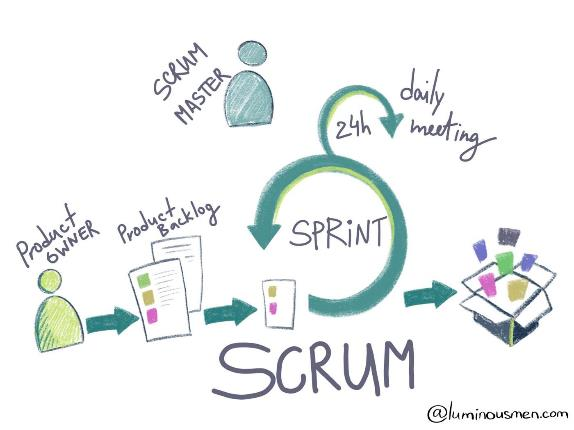 SCRUM
MASTER
daily
24h meeting
Product
OWNER
Product
Backlog
SPRINT
SCRUM
@luminousmen.com